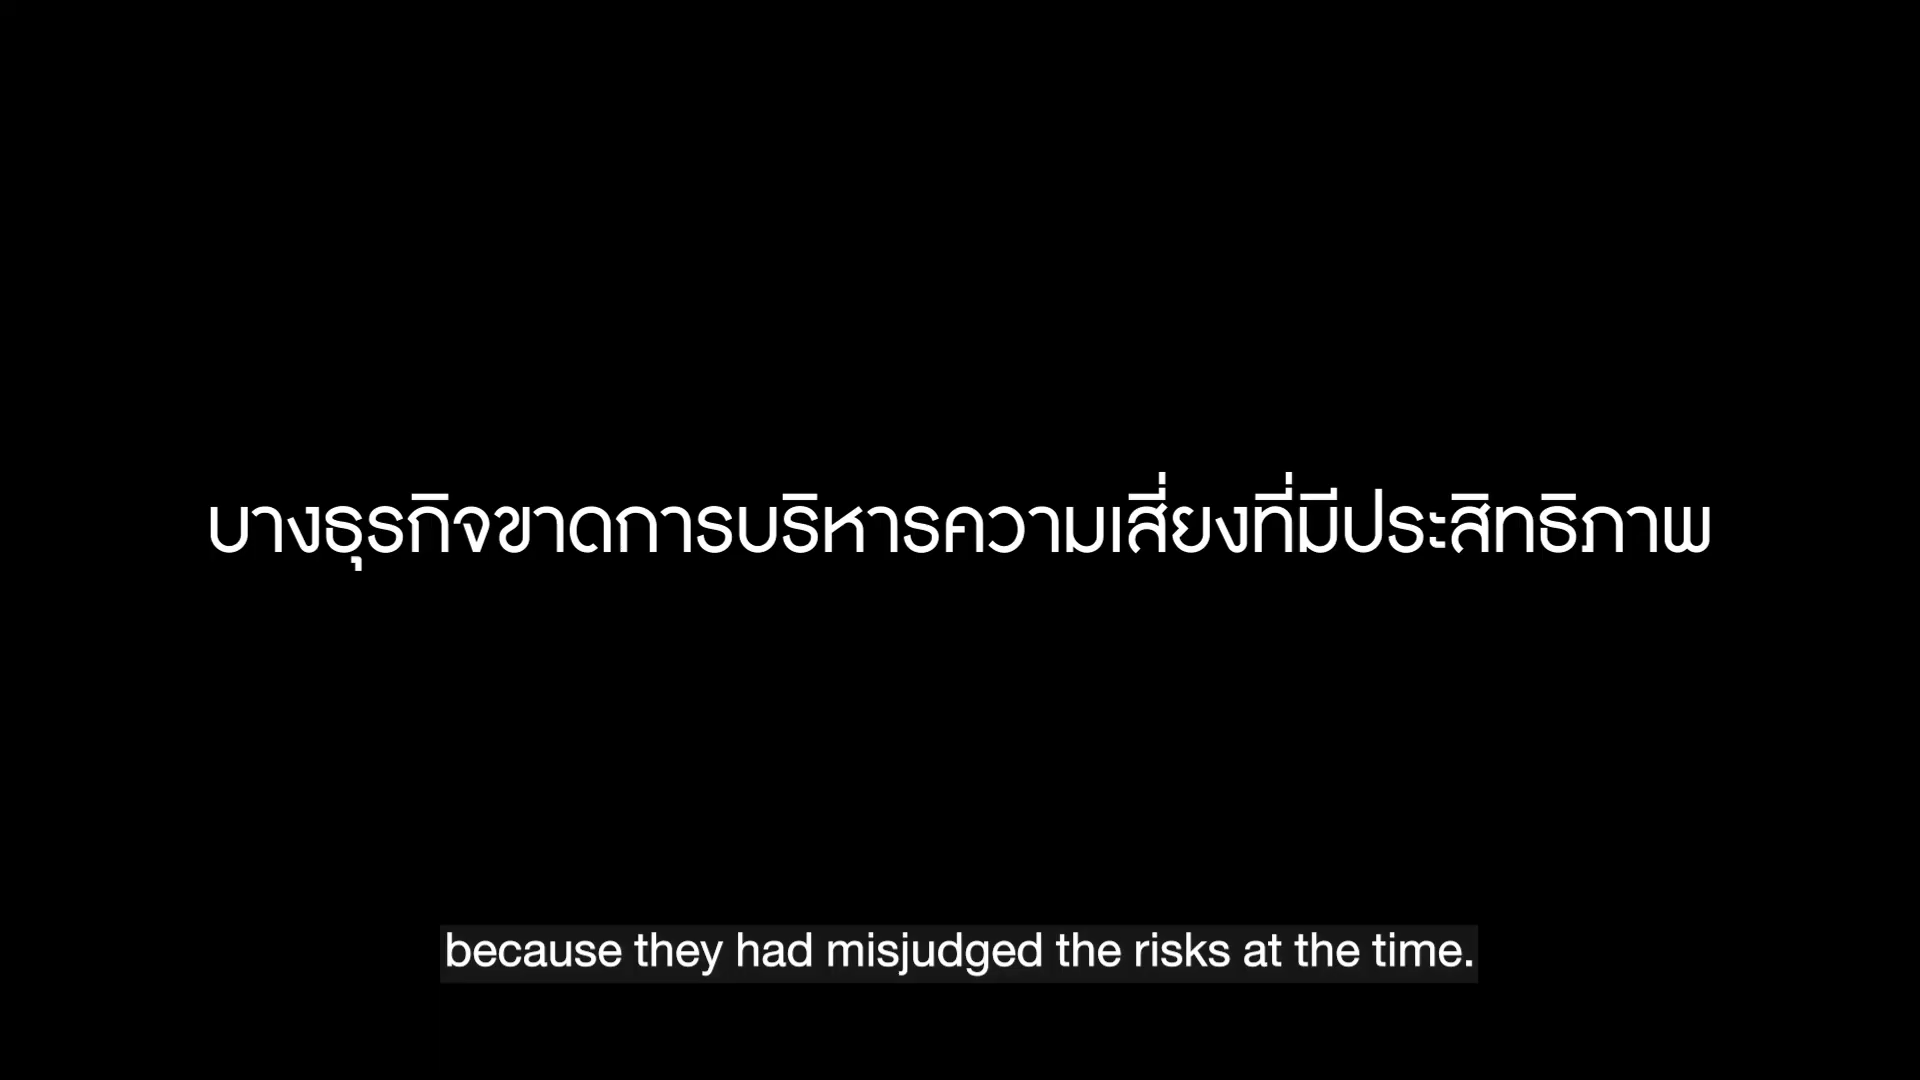 บางธุรกิจขาดการบริหารความเสี่ยงที่มีประสิทธิภาพ
because they had misjudged the risks at the time.